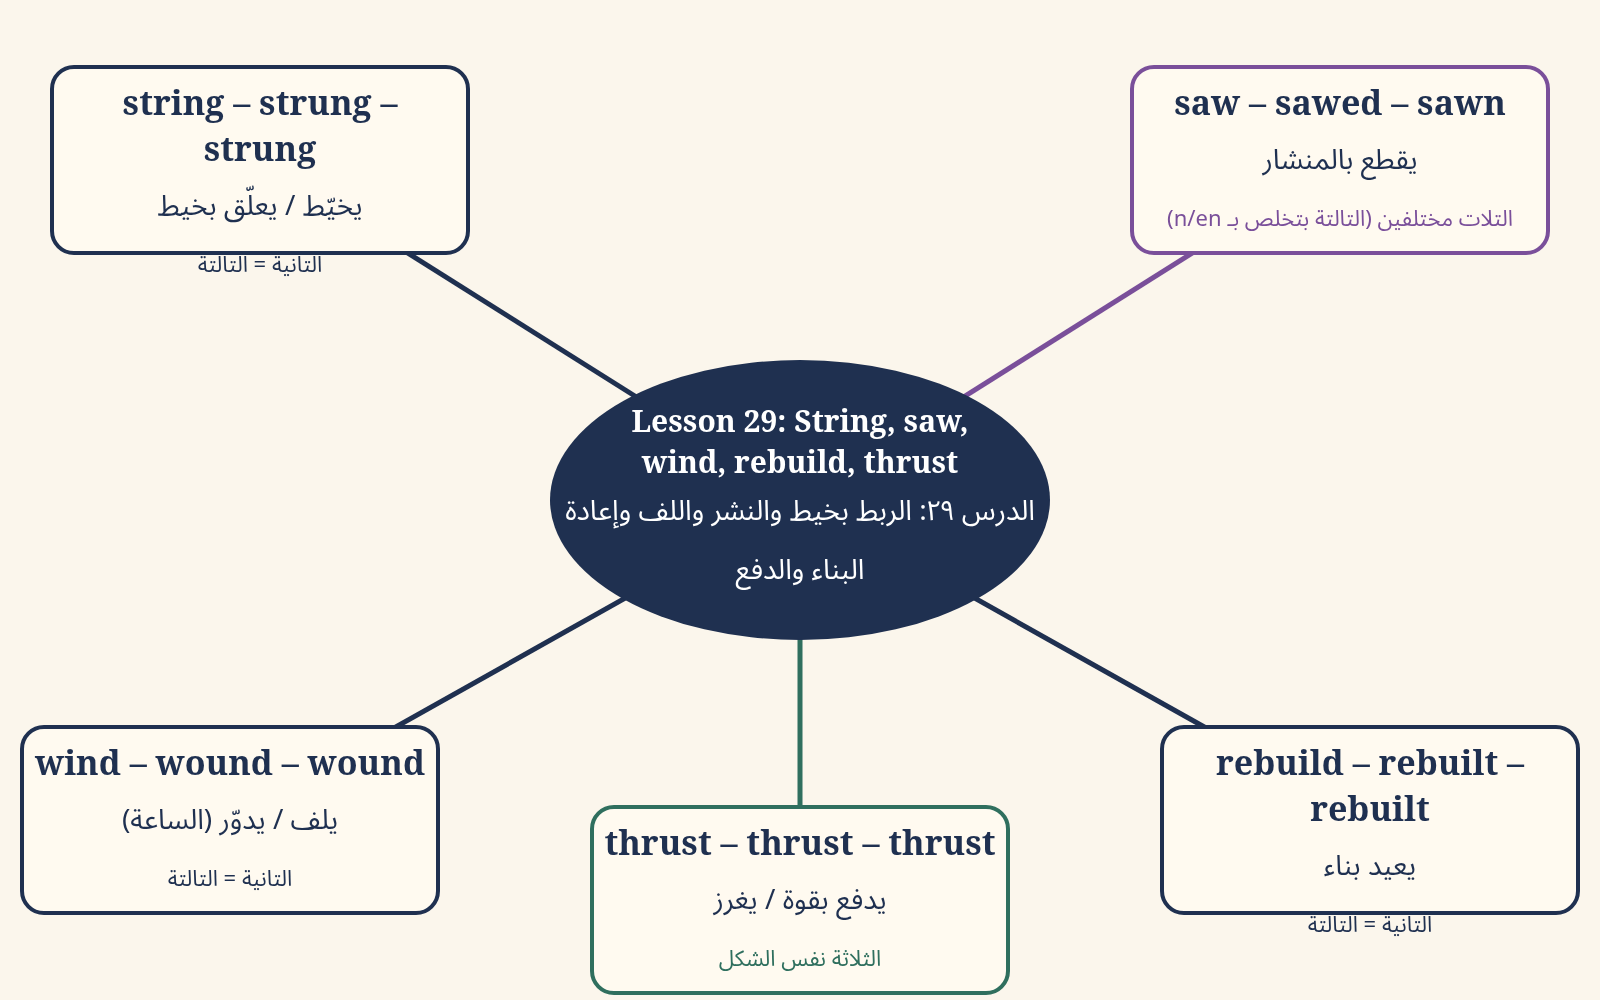 string – strung –
strung
يخيّط / يعلّق بخيط
التانية = التالتة
saw – sawed – sawn
يقطع بالمنشار
التلات مختلفين (التالتة بتخلص بـ n/en)
Lesson 29: String, saw,
wind, rebuild, thrust
الدرس ٢٩: الربط بخيط والنشر واللف وإعادة
البناء والدفع
wind – wound – wound
يلف / يدوّر (الساعة)
التانية = التالتة
thrust – thrust – thrust
يدفع بقوة / يغرز
الثلاثة نفس الشكل
rebuild – rebuilt –
rebuilt
يعيد بناء
التانية = التالتة